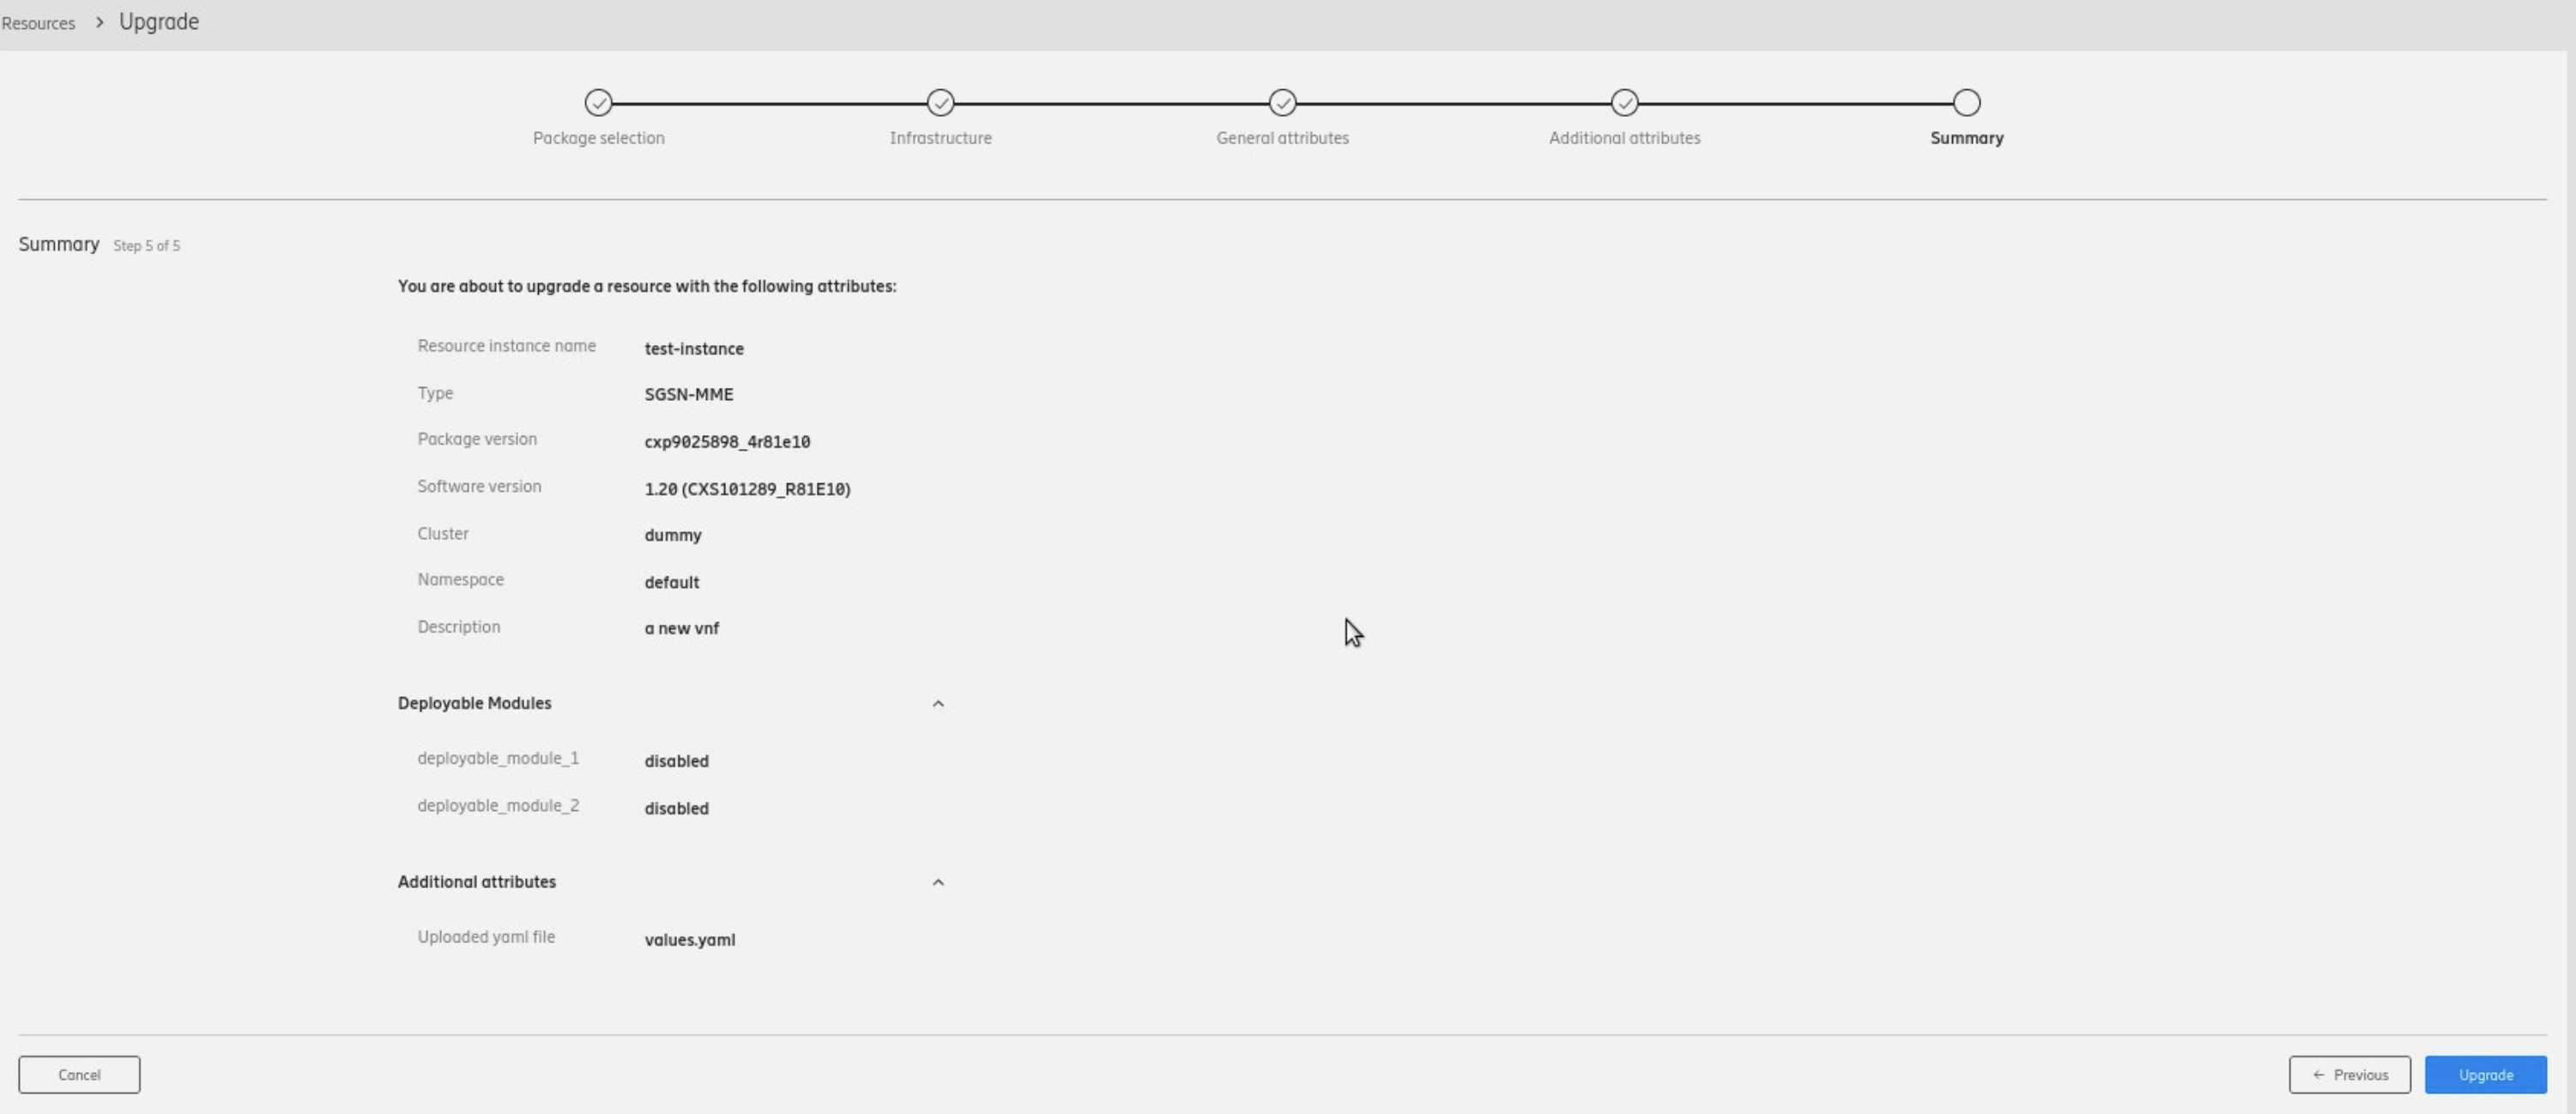 Resources > Upgrade
Package selection Infrastructure General attributes Additional attributes Summary
Summary Step 5 of 5
You are about to upgrade a resource with the following attributes:
Resource instance name test-instance
Type SGSN-MME
Package version cxp9025898_4r81e10
Software version 1.20 (CXS101289_R81E10)
Cluster dummy
Namespace default
Description a new vnf
Deployable Modules
deployable_module_1 disabled
deployable_module_2 disabled
Additional attributes
Uploaded yaml file values.yaml
Cancel ← Previous Upgrade